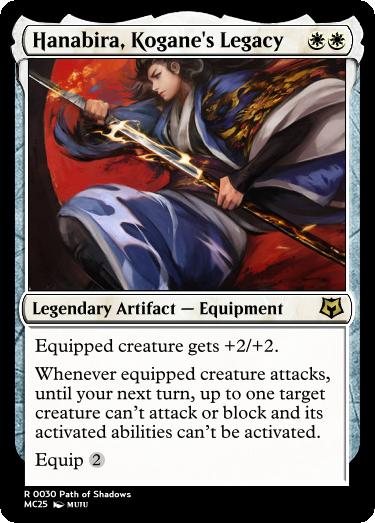 Hanabira, Kogane's Legacy
Legendary Artifact — Equipment
Equipped creature gets +2/+2.
Whenever equipped creature attacks,
until your next turn, up to one target
creature can't attack or block and its
activated abilities can't be activated.
Equip 2
R 0030 Path of Shadows
MC25 MUJU